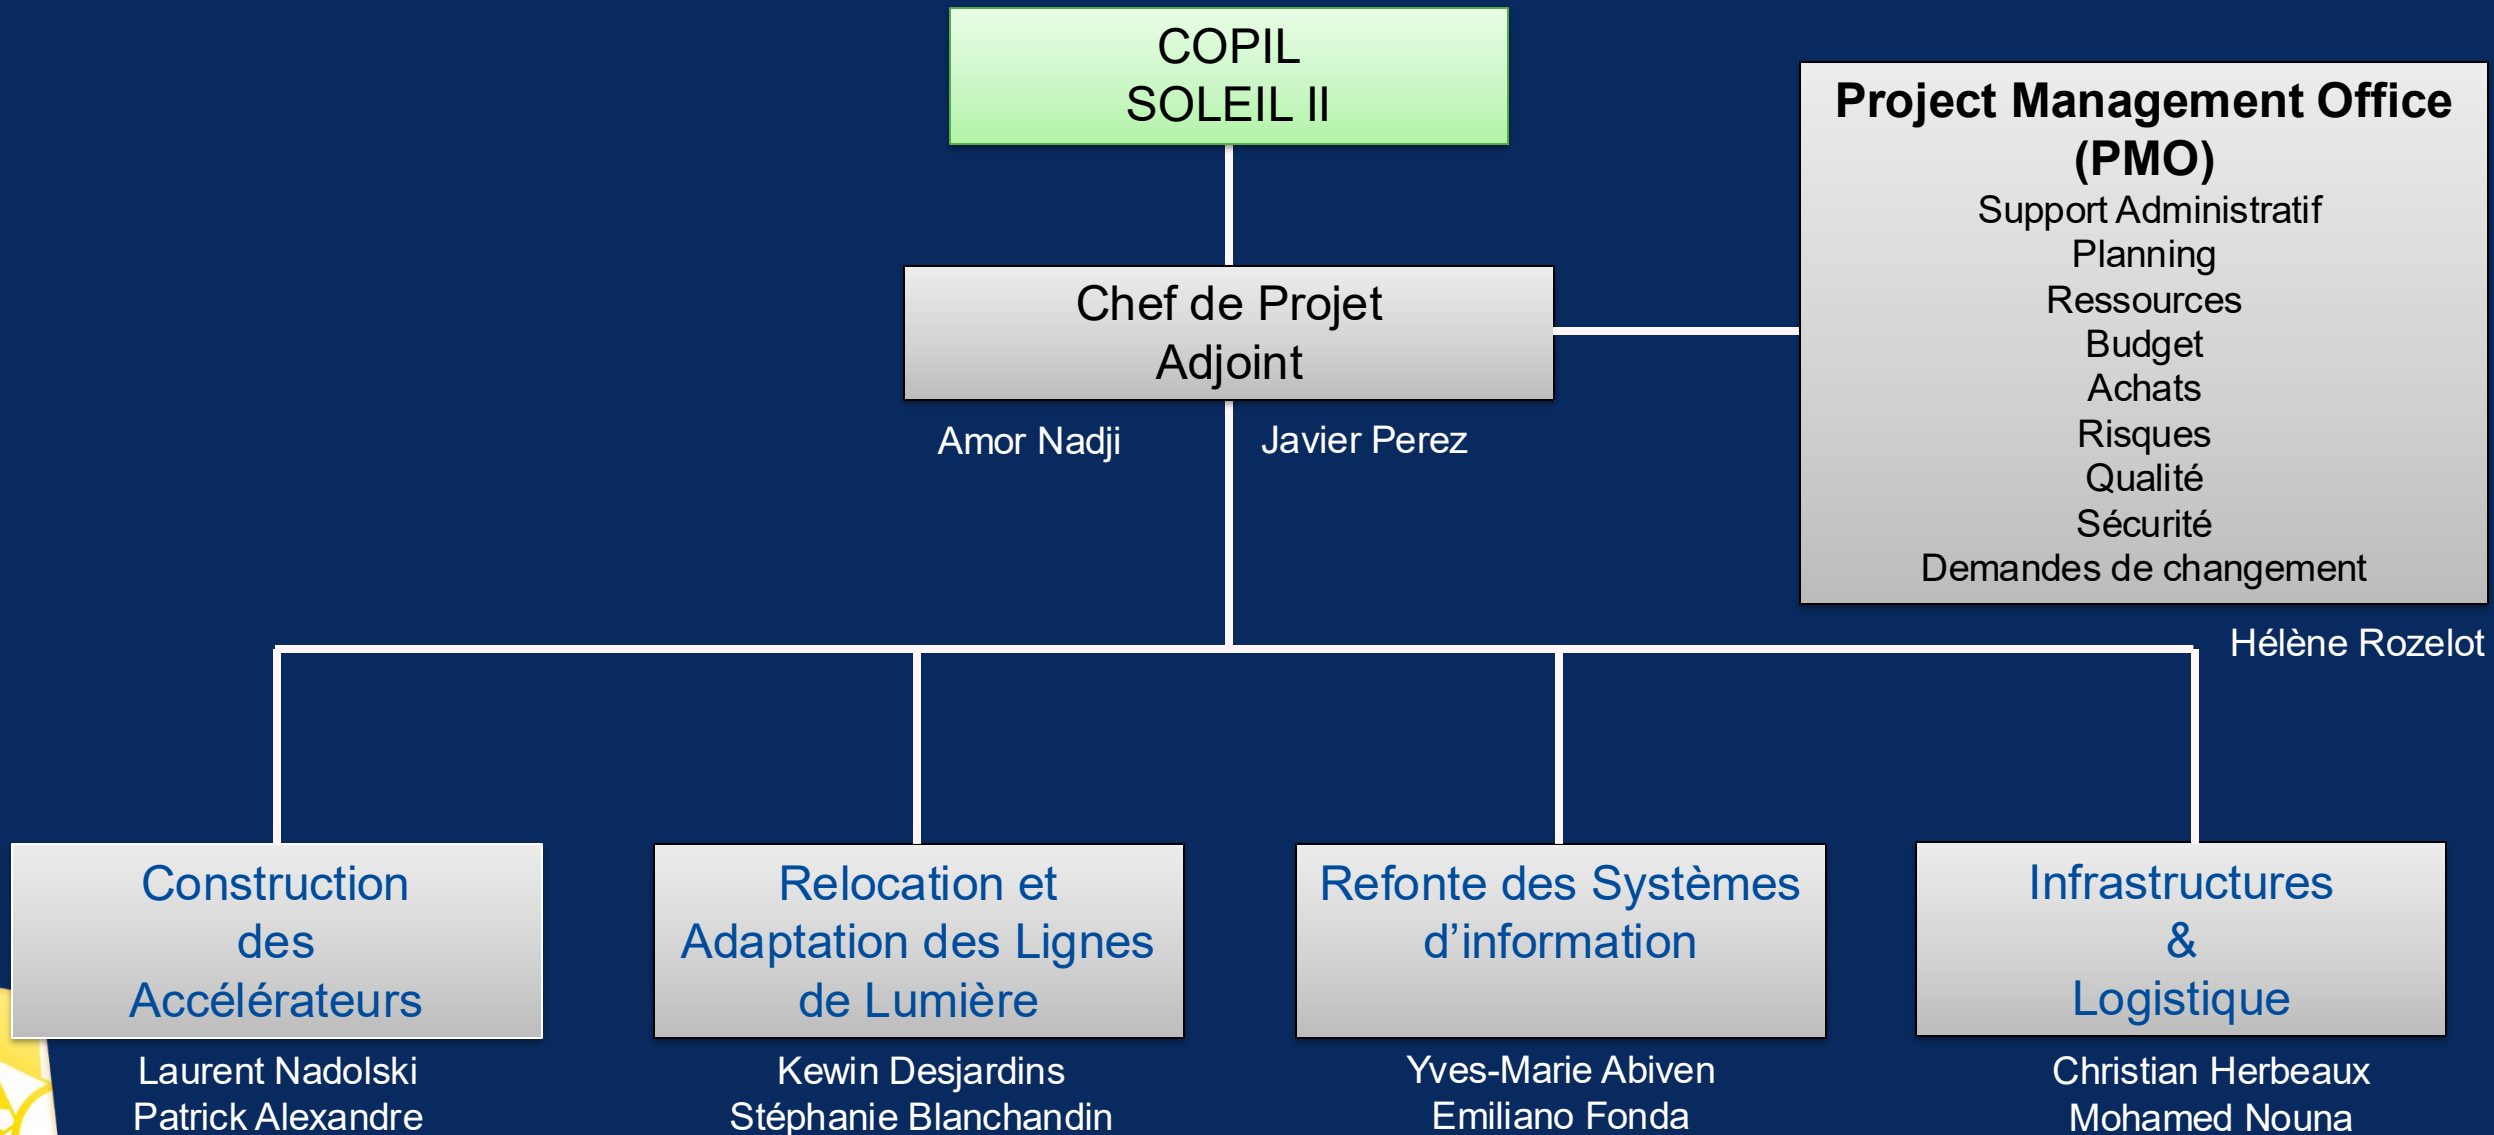 COPIL
SOLEIL II
Project Management Office
(PMO)
Support Administratif
Planning
Ressources
Budget
Achats
Risques
Qualité
Sécurité
Demandes de changement
Hélène Rozelot
Chef de Projet
Adjoint
Amor Nadji
Javier Perez
Construction
des
Accélérateurs
Laurent Nadolski
Patrick Alexandre
Relocation et
Adaptation des Lignes
de Lumière
Kewin Desjardins
Stéphanie Blanchandin
Refonte des Systèmes
d’information
Yves-Marie Abiven
Emiliano Fonda
Infrastructures
&
Logistique
Christian Herbeaux
Mohamed Nouna